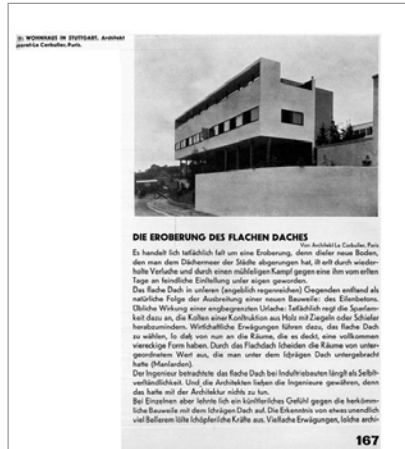 WOHNHAUS IN STUTTGART. Architekt
Le Corbusier, Paris.
DIE EROBERUNG DES FLACHEN DACHES
Von Architekt Le Corbusier, Paris
Es handelt sich tatsächlich fast um eine Eroberung, denn dieser neue Boden,
den man dem Dächermeer der Städte abgerungen hat, ist erst durch wieder-
holte Versuche und durch einen mühseligen Kampf gegen eine ihm vom ersten
Tage an feindliche Einstellung unser eigen geworden.
Das flache Dach in unseren (angeblich regenreichen) Gegenden entstand als
natürliche Folge der Ausbreitung einer neuen Bauweise: des Eisenbetons.
Übliche Wirkung einer engbegrenzten Ursache: Tatsächlich regt die Sparsam-
keit dazu an, die Kosten einer Konstruktion aus Holz mit Ziegeln oder Schiefer
herabzumindern. Wirtschaftliche Erwägungen führen dazu, das flache Dach
zu wählen, so daß von nun an die Räume, die es deckt, eine vollkommen
viereckige Form haben. Durch das Flachdach scheiden die Räume von unter-
geordnetem Wert aus, die man unter dem schrägen Dach untergebracht
hatte (Mansarden).
Der Ingenieur betrachtete das flache Dach bei Industriebauten längst als Selbst-
verständlichkeit. Und die Architekten ließen die Ingenieure gewähren, denn
das hatte mit der Architektur nichts zu tun.
Bei Einzelnen aber lehnte sich ein künstlerisches Gefühl gegen die herkömm-
liche Bauweise mit dem schrägen Dach auf. Die Erkenntnis von etwas unendlich
viel Besserem löste schöpferische Kräfte aus. Vielfache Erwägungen, solche archi-
167